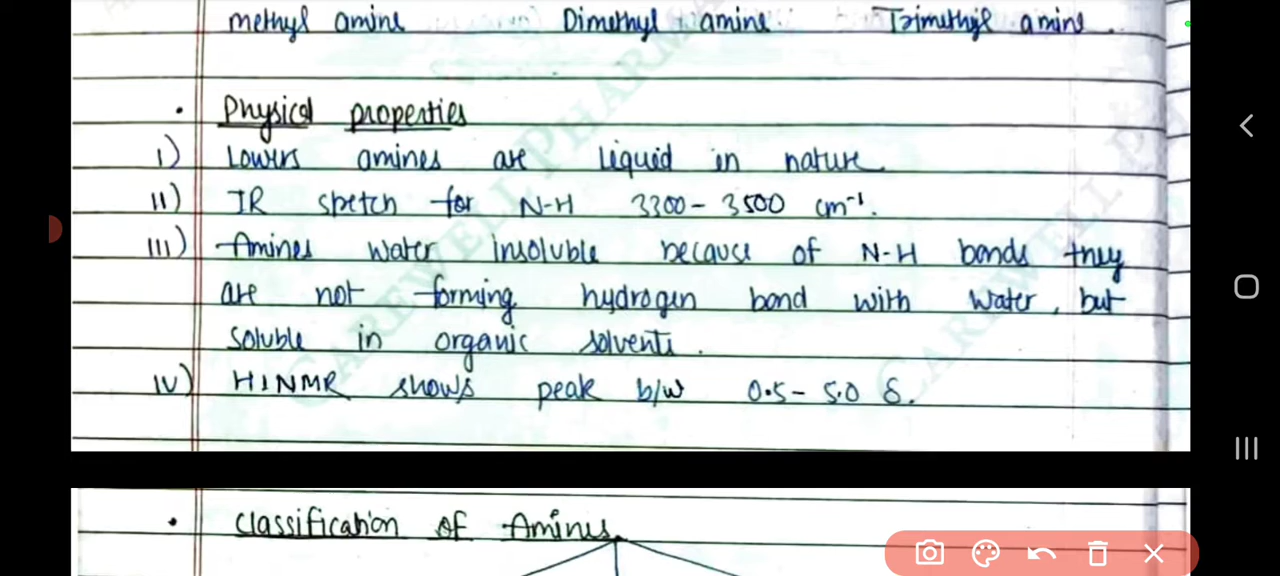 methyl amine Dimethyl amine Trimethyl amine.
• Physical properties
I) Lowers amines are liquid in nature.
II) IR stretch for N-H 3300-3500 cm⁻¹.
III) Amines water insoluble because of N-H bonds they
are not forming hydrogen bond with water, but
soluble in organic solvents.
IV) H1NMR shows peak b/w 0.5-5.0 δ.
• Classification of Amines